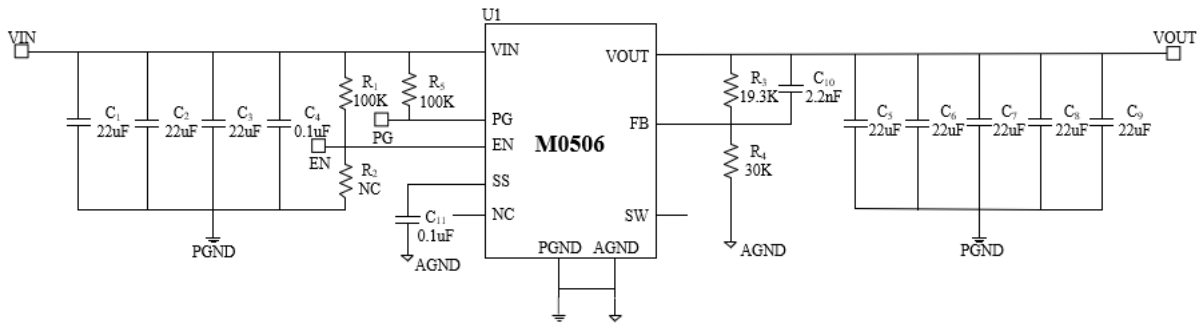 U1
VIN
VOUT
VIN
VOUT
R₁
100K
R₅
100K
R₃
19.3K
C₁₀
2.2nF
C₁
22uF
C₂
22uF
C₃
22uF
C₄
0.1uF
PG
PG
EN
EN
M0506
FB
C₅
22uF
C₆
22uF
C₇
22uF
C₈
22uF
C₉
22uF
R₂
NC
SS
R₄
30K
NC
C₁₁
0.1uF
SW
PGND
AGND
PGND
AGND
AGND
PGND